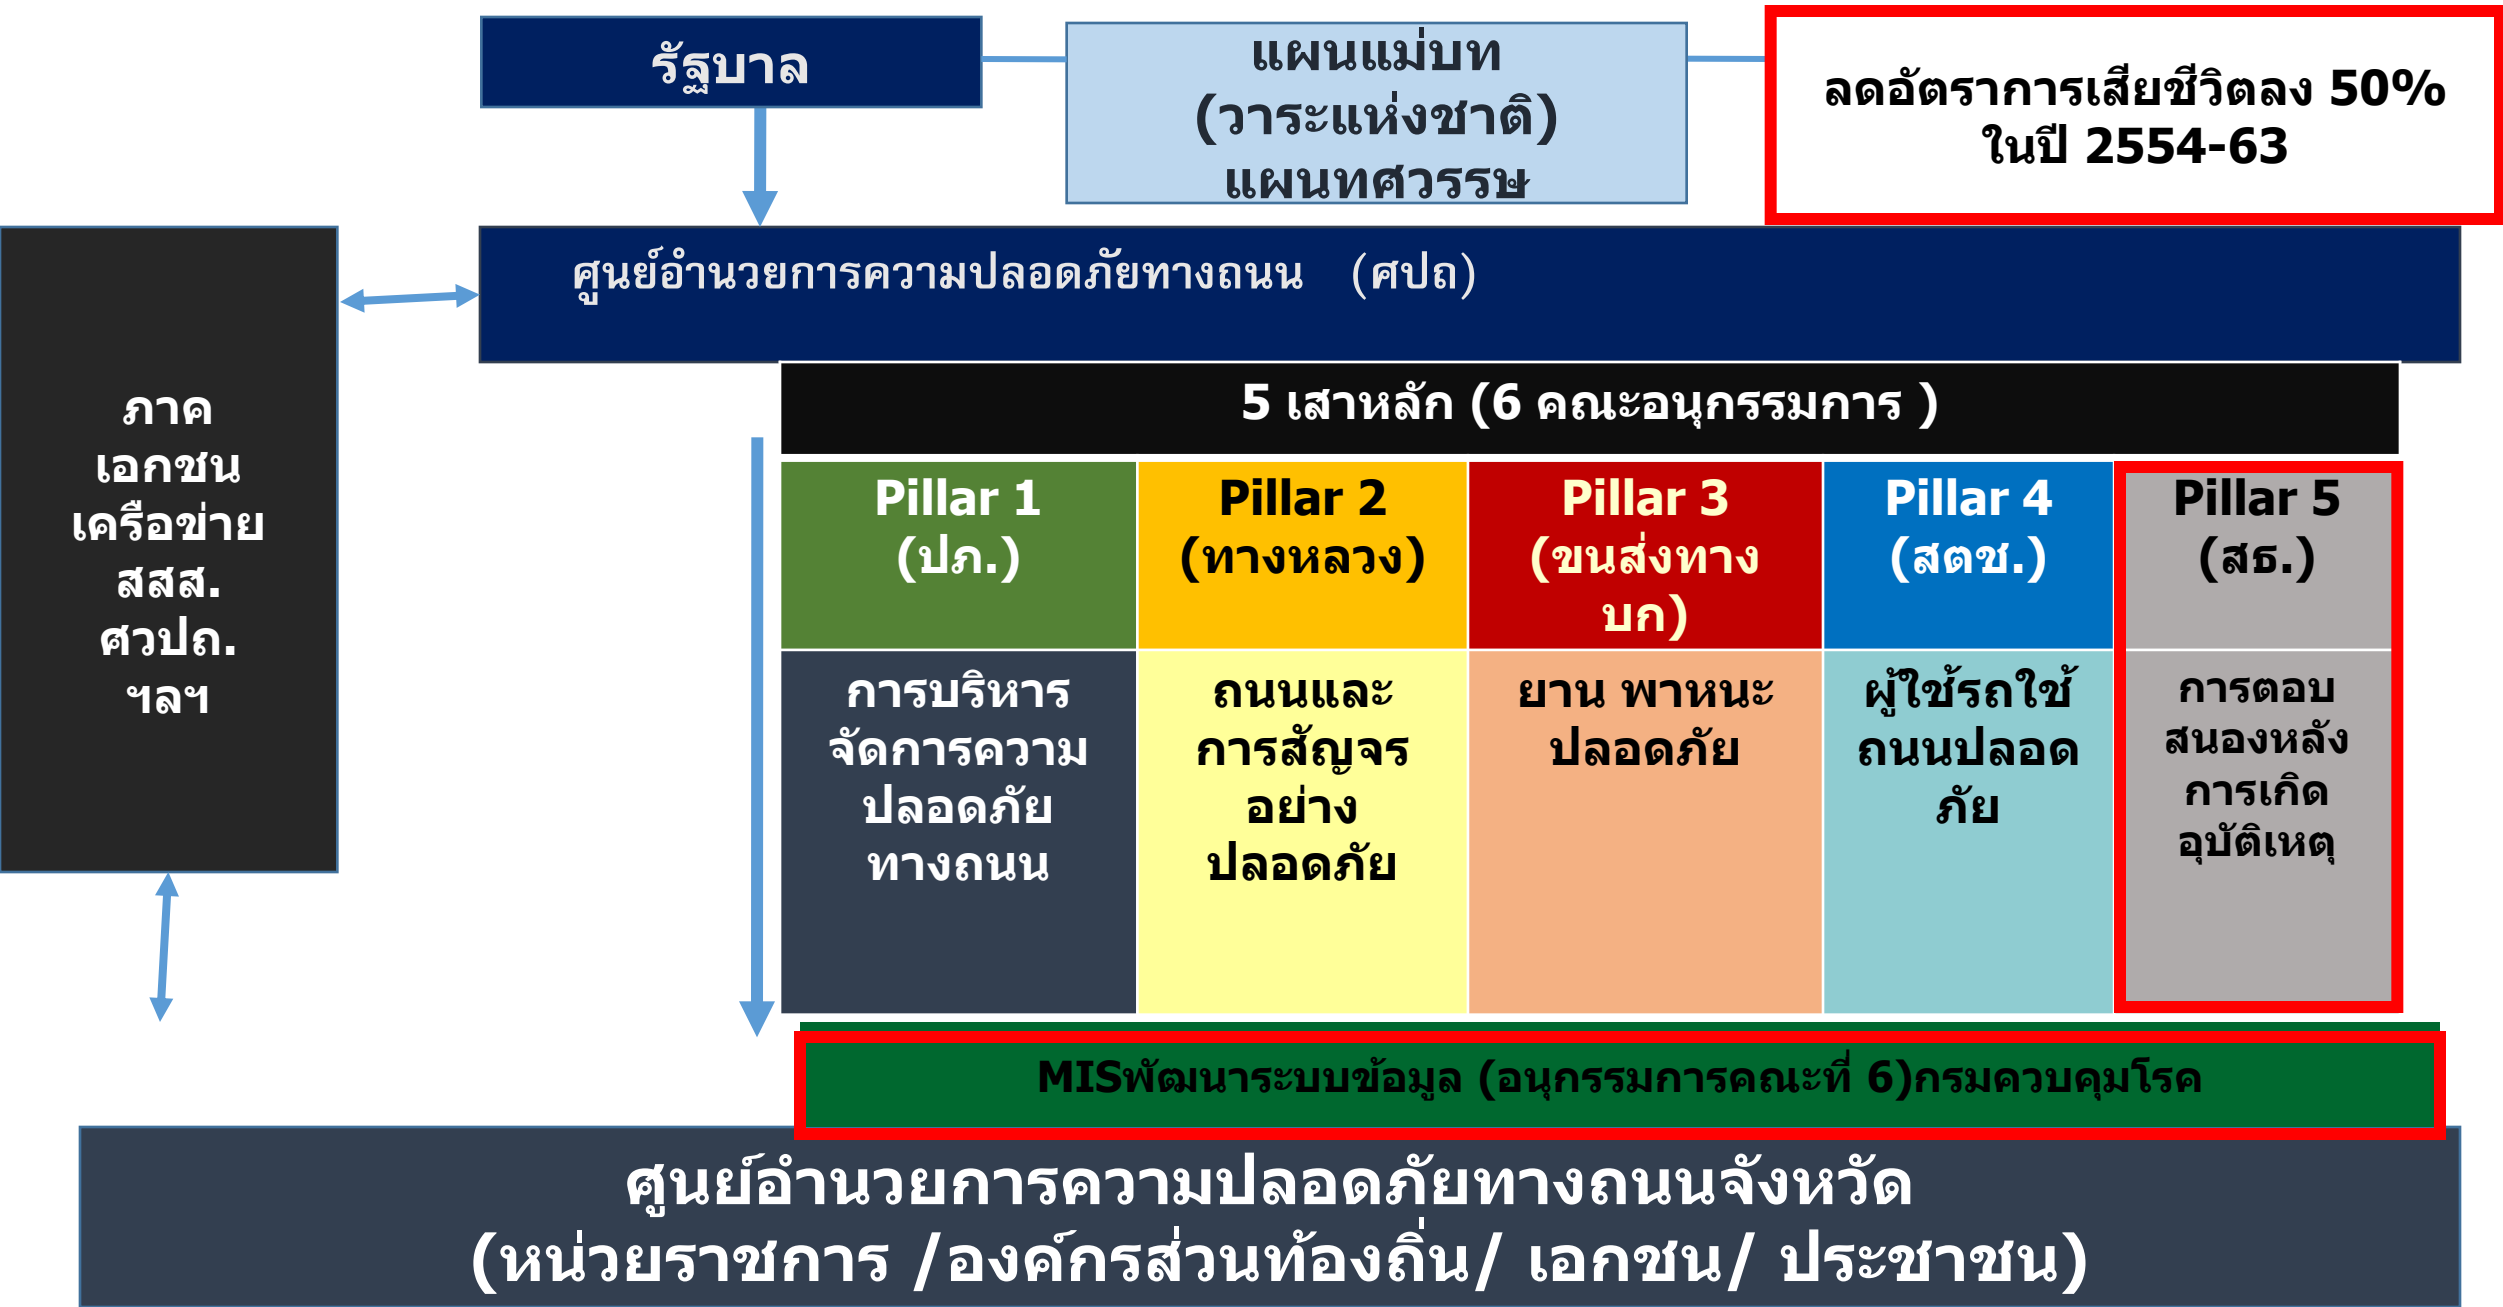 รัฐบาล
แผนแม่บท
(วาระแห่งชาติ)
แผนทศวรรษ
ลดอัตราการเสียชีวิตลง 50%
ในปี 2554-63
ศูนย์อำนวยการความปลอดภัยทางถนน (ศปถ)
ภาค
เอกชน
เครือข่าย
สสส.
ศวปถ.
ฯลฯ
5 เสาหลัก (6 คณะอนุกรรมการ )
Pillar 1
(ปภ.)
Pillar 2
(ทางหลวง)
Pillar 3
(ขนส่งทาง
บก)
Pillar 4
(สตช.)
Pillar 5
(สธ.)
การบริหาร
จัดการความ
ปลอดภัย
ทางถนน
ถนนและ
การสัญจร
อย่าง
ปลอดภัย
ยาน พาหนะ
ปลอดภัย
ผู้ใช้รถใช้
ถนนปลอด
ภัย
การตอบ
สนองหลัง
การเกิด
อุบัติเหตุ
MISพัฒนาระบบข้อมูล (อนุกรรมการคณะที่ 6)กรมควบคุมโรค
ศูนย์อำนวยการความปลอดภัยทางถนนจังหวัด
(หน่วยราชการ /องค์กรส่วนท้องถิ่น/ เอกชน/ ประชาชน)